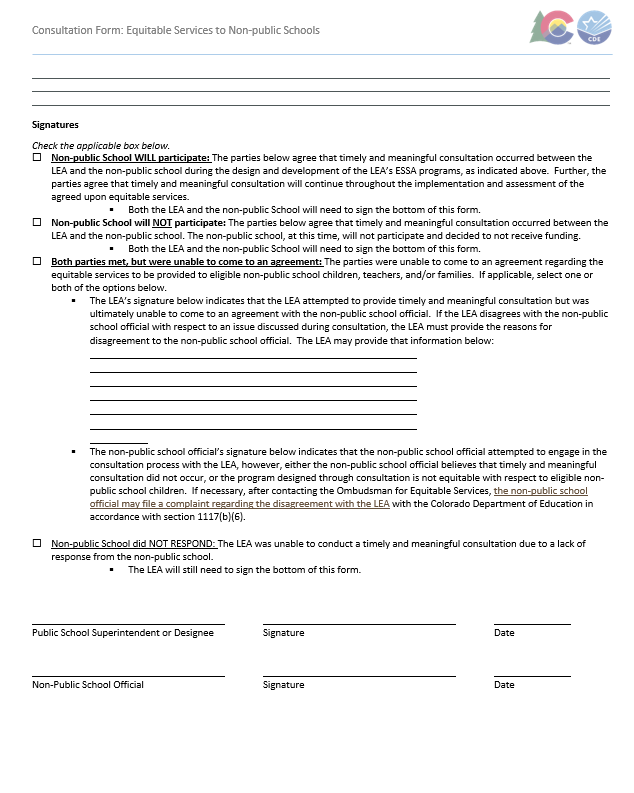 Consultation Form: Equitable Services to Non-public Schools
CDE
Signatures
Check the applicable box below.
☐ Non-public School WILL participate: The parties below agree that timely and meaningful consultation occurred between the
LEA and the non-public school during the design and development of the LEA's ESSA programs, as indicated above.  Further, the
parties agree that timely and meaningful consultation will continue throughout the implementation and assessment of the
agreed upon equitable services.
▪ Both the LEA and the non-public School will need to sign the bottom of this form.
☐ Non-public School will NOT participate: The parties below agree that timely and meaningful consultation occurred between the
LEA and the non-public school. The non-public school, at this time, will not participate and decided to not receive funding.
▪ Both the LEA and the non-public School will need to sign the bottom of this form.
☐ Both parties met, but were unable to come to an agreement: The parties were unable to come to an agreement regarding the
equitable services to be provided to eligible non-public school children, teachers, and/or families.  If applicable, select one or
both of the options below.
▪ The LEA's signature below indicates that the LEA attempted to provide timely and meaningful consultation but was
ultimately unable to come to an agreement with the non-public school official.  If the LEA disagrees with the non-public
school official with respect to an issue discussed during consultation, the LEA must provide the reasons for
disagreement to the non-public school official.  The LEA may provide that information below:
▪ The non-public school official's signature below indicates that the non-public school official attempted to engage in the
consultation process with the LEA, however, either the non-public school official believes that timely and meaningful
consultation did not occur, or the program designed through consultation is not equitable with respect to eligible non-
public school children.  If necessary, after contacting the Ombudsman for Equitable Services, the non-public school
official may file a complaint regarding the disagreement with the LEA with the Colorado Department of Education in
accordance with section 1117(b)(6).
☐ Non-public School did NOT RESPOND: The LEA was unable to conduct a timely and meaningful consultation due to a lack of
response from the non-public school.
▪ The LEA will still need to sign the bottom of this form.
Public School Superintendent or Designee Signature Date
Non-Public School Official Signature Date